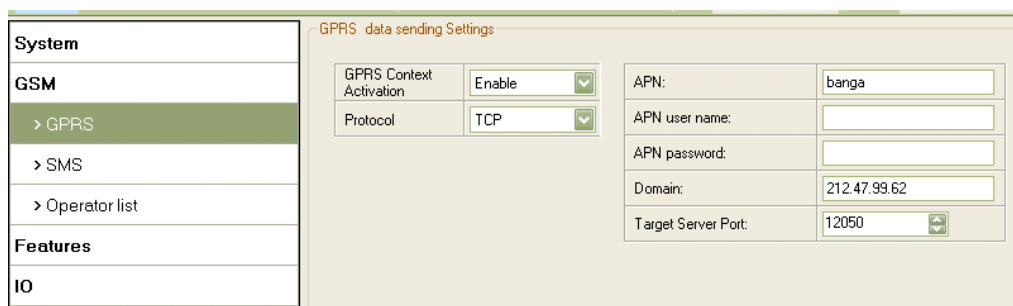 System
GSM
> GPRS
> SMS
> Operator list
Features
IO
GPRS data sending Settings
GPRS Context
Activation
Enable
Protocol
TCP
APN:
banga
APN user name:
APN password:
Domain:
212.47.99.62
Target Server Port:
12050